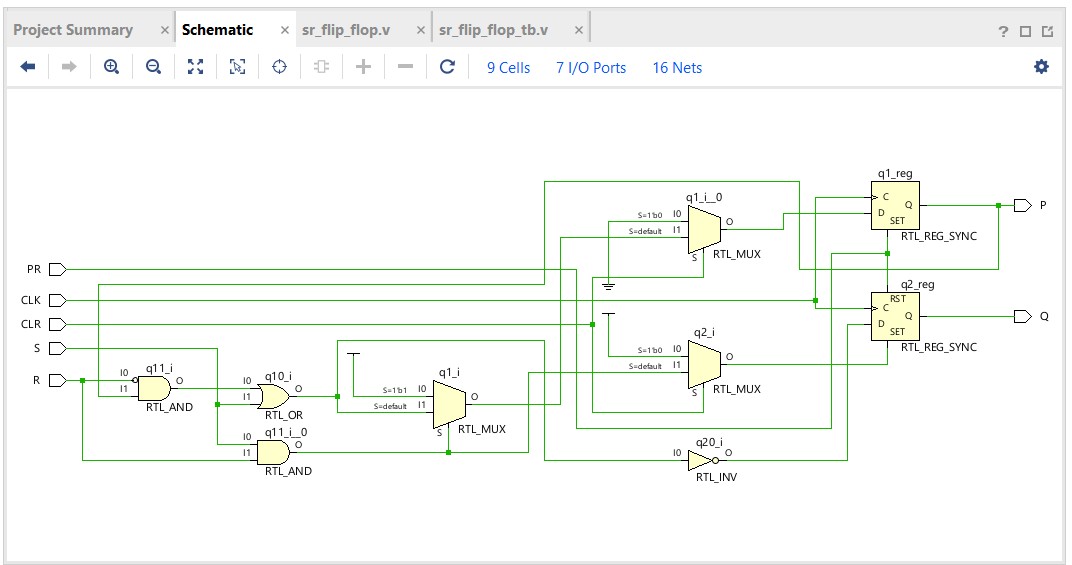 Project Summary × Schematic × sr_flip_flop.v × sr_flip_flop_tb.v ×
?
9 Cells 7 I/O Ports 16 Nets
q1_reg
C
D
Q
SET
RTL_REG_SYNC
P
q1_i__0
S=1'b0 I0
S=default I1
O
S
RTL_MUX
PR
CLK
CLR
S
R
q2_reg
RST
C
D
Q
SET
RTL_REG_SYNC
Q
q2_i
S=1'b0 I0
S=default I1
O
S
RTL_MUX
q11_i
I0
I1
O
RTL_AND
q10_i
I0
I1
O
RTL_OR
q1_i
S=1'b1 I0
S=default I1
O
S
RTL_MUX
q11_i__0
I0
I1
O
RTL_AND
q20_i
I0
O
RTL_INV